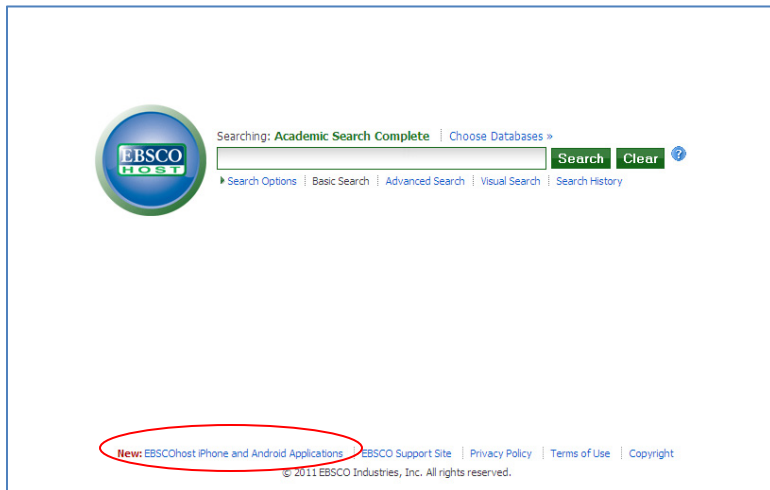 Searching: Academic Search Complete Choose Databases »
EBSCO
HOST
Search Clear ?
Search Options Basic Search Advanced Search Visual Search Search History
New: EBSCOhost iPhone and Android Applications EBSCO Support Site Privacy Policy Terms of Use Copyright
© 2011 EBSCO Industries, Inc. All rights reserved.